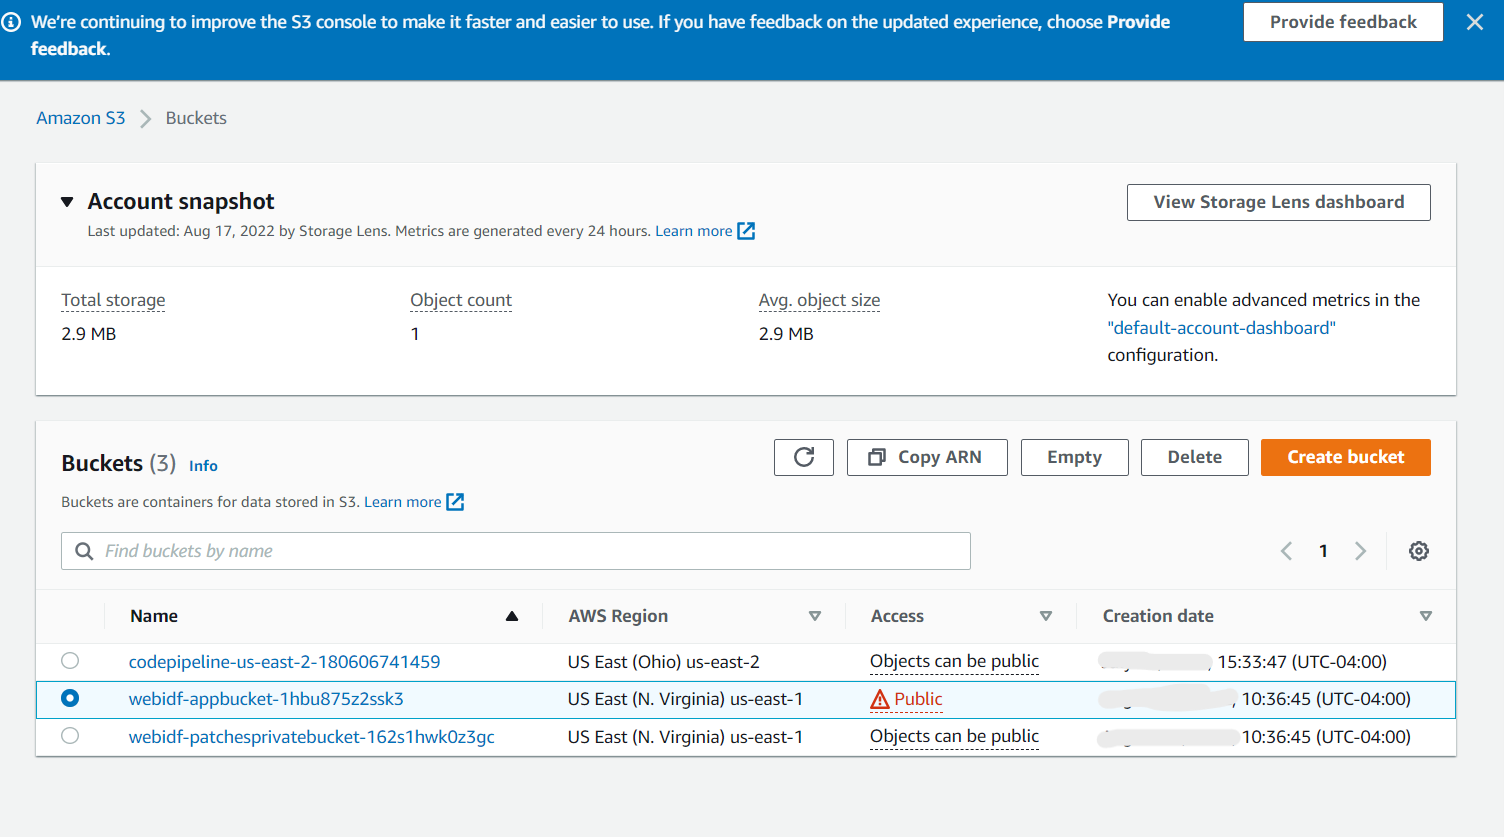 We're continuing to improve the S3 console to make it faster and easier to use. If you have feedback on the updated experience, choose Provide
feedback.
Provide feedback
Amazon S3 Buckets
Account snapshot
Last updated: Aug 17, 2022 by Storage Lens. Metrics are generated every 24 hours. Learn more
View Storage Lens dashboard
Total storage
2.9 MB
Object count
1
Avg. object size
2.9 MB
You can enable advanced metrics in the
"default-account-dashboard"
configuration.
Buckets (3) Info
Buckets are containers for data stored in S3. Learn more
Copy ARN
Empty
Delete
Create bucket
Find buckets by name
1
Name AWS Region Access Creation date
codepipeline-us-east-2-180606741459 US East (Ohio) us-east-2 Objects can be public 15:33:47 (UTC-04:00)
webidf-appbucket-1hbu875z2ssk3 US East (N. Virginia) us-east-1 Public 10:36:45 (UTC-04:00)
webidf-patchesprivatebucket-162s1hwk0z3gc US East (N. Virginia) us-east-1 Objects can be public 10:36:45 (UTC-04:00)